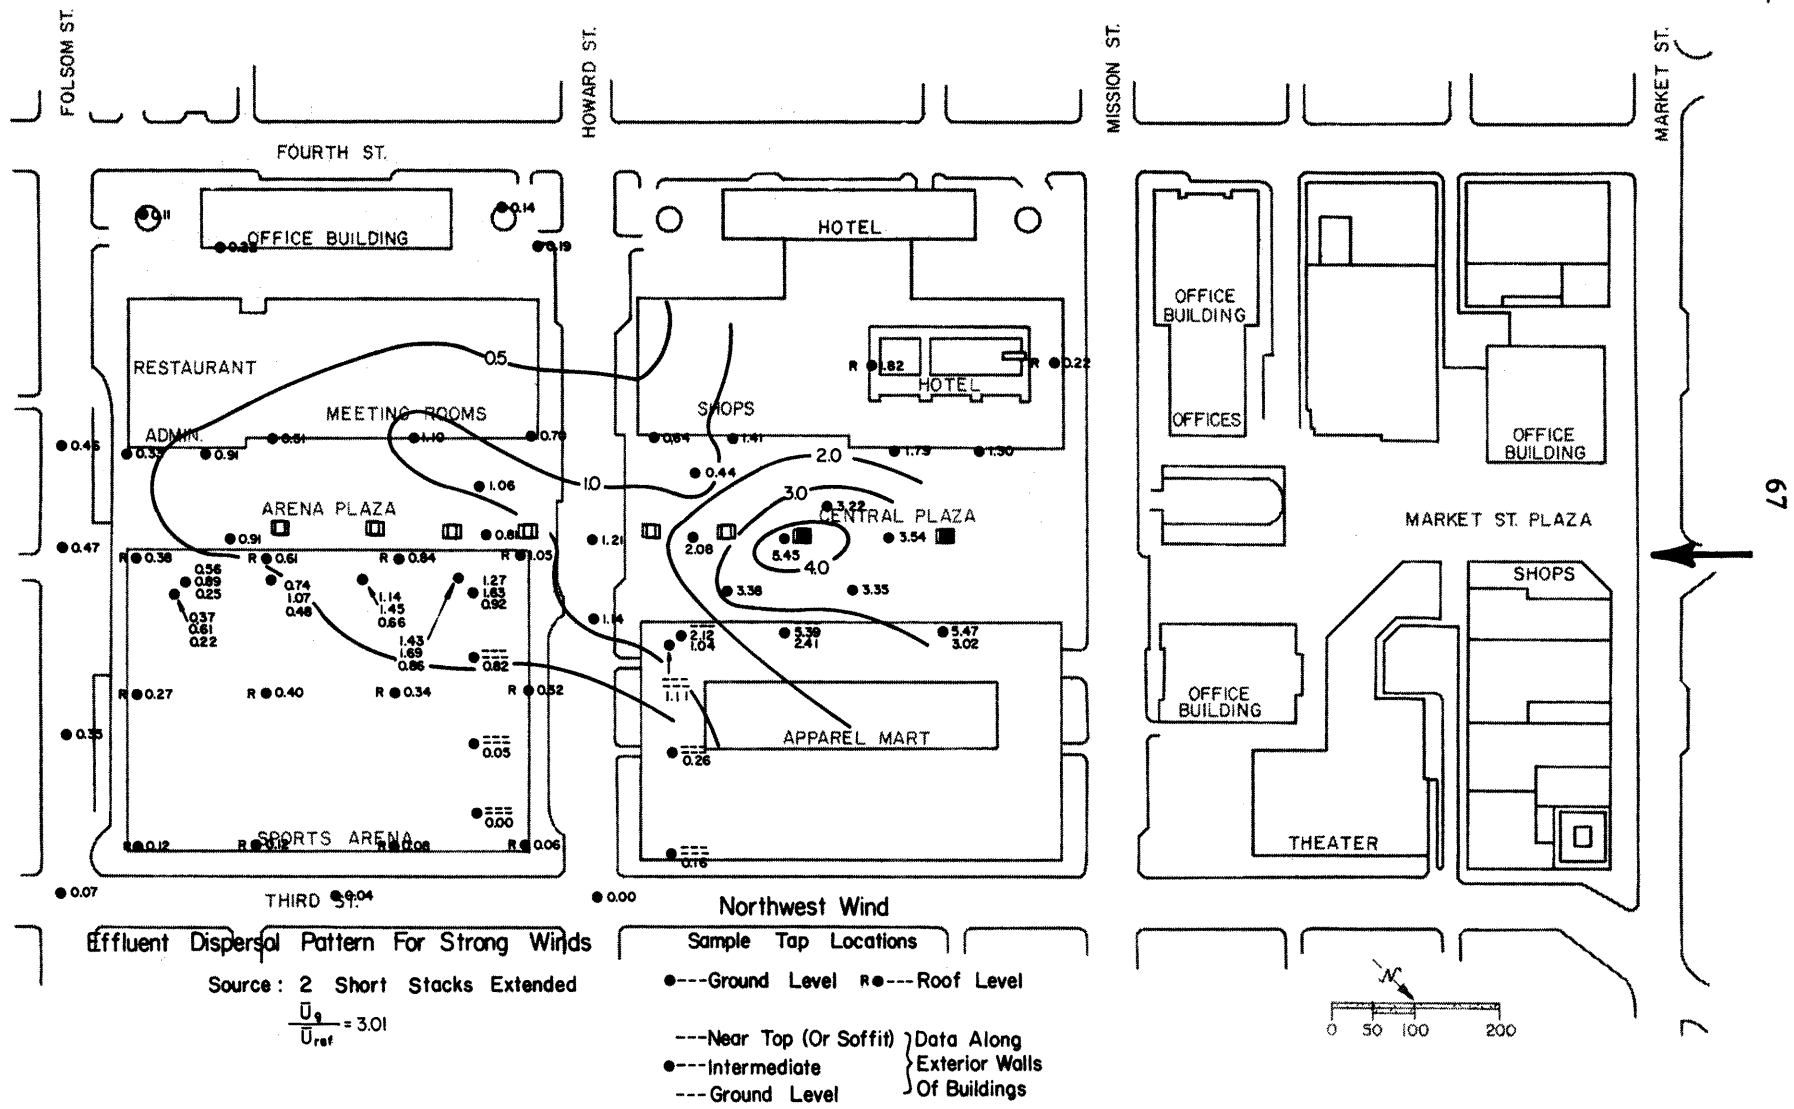 FOLSOM ST.
HOWARD ST.
MISSION ST.
MARKET ST.
FOURTH ST.
0.11
0.14
OFFICE BUILDING
0.19
HOTEL
OFFICE
BUILDING
RESTAURANT
0.5
R 1.82
R 0.22
HOTEL
MEETING ROOMS
SHOPS
OFFICES
ADMIN.
0.46
0.33
0.91
0.51
1.10
0.79
0.64
1.41
1.79
1.30
OFFICE
BUILDING
2.0
0.44
1.06
1.0
3.0
ARENA PLAZA
3.22
CENTRAL PLAZA
MARKET ST. PLAZA
67
0.47
0.91
0.81
1.21
2.08
5.45
3.54
4.0
R 0.38
R 0.61
R 0.84
R 1.05
SHOPS
0.56
0.89
0.25
0.37
0.61
0.22
0.74
1.07
0.48
1.14
1.45
0.66
1.27
1.63
0.92
1.43
1.69
0.86
3.38
3.35
1.14
---
2.12
1.04
5.39
2.41
5.47
3.02
---
---
0.82
---
---
1.11
R 0.27
R 0.40
R 0.34
R 0.52
OFFICE
BUILDING
0.35
---
---
0.05
---
---
0.26
APPAREL MART
---
---
0.00
SPORTS ARENA
R 0.12
R 0.12
R 0.08
R 0.06
---
---
0.16
THEATER
0.07
THIRD ST.
0.04
0.00
Northwest Wind
Effluent Dispersal Pattern For Strong Winds
Sample Tap Locations
Source: 2 Short Stacks Extended
---Ground Level R ---Roof Level
Ūg
Ūref = 3.01
N
0 50 100 200
---Near Top (Or Soffit) Data Along
---Intermediate Exterior Walls
---Ground Level Of Buildings